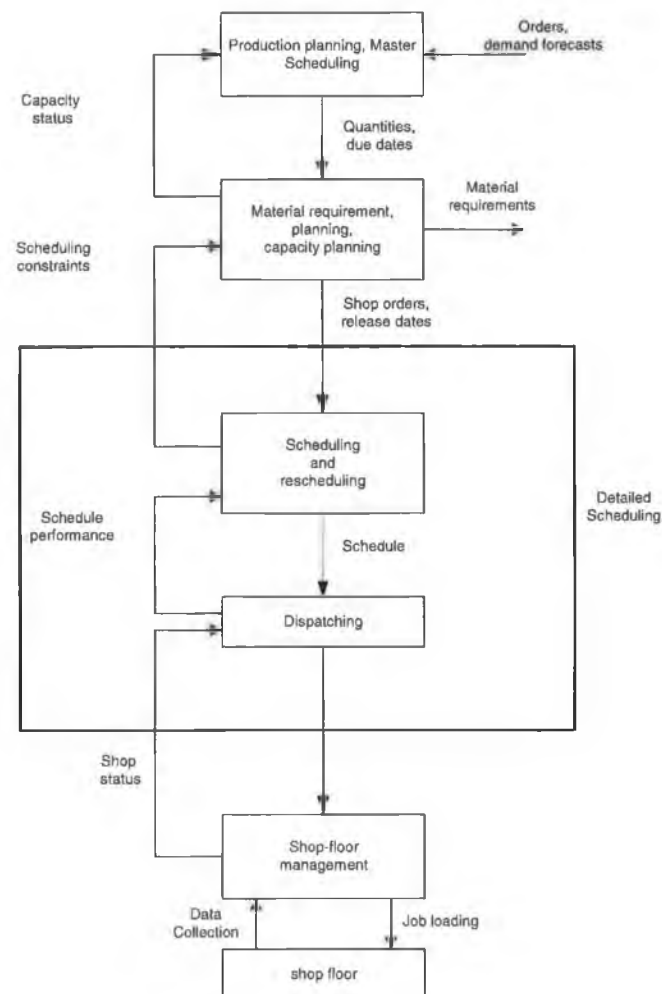 Orders,
demand forecasts
Production planning, Master
Scheduling
Capacity
status
Quantities,
due dates
Material
requirements
Material requirement,
planning,
capacity planning
Scheduling
constraints
Shop orders,
release dates
Scheduling
and
rescheduling
Detailed
Scheduling
Schedule
performance
Schedule
Dispatching
Shop
status
Shop-floor
management
Data
Collection
Job loading
shop floor